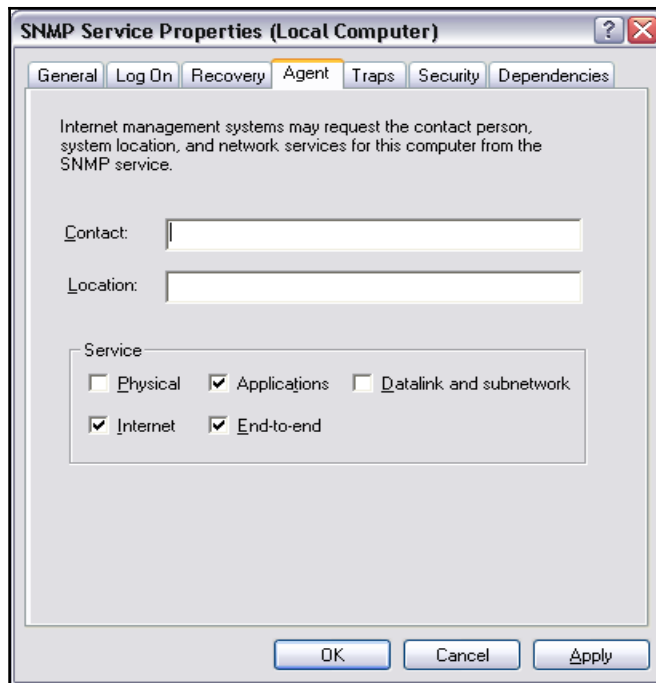 SNMP Service Properties (Local Computer)
General Log On Recovery Agent Traps Security Dependencies
Internet management systems may request the contact person,
system location, and network services for this computer from the
SNMP service.
Contact:
Location:
Service
Physical Applications Datalink and subnetwork
Internet End-to-end
OK Cancel Apply